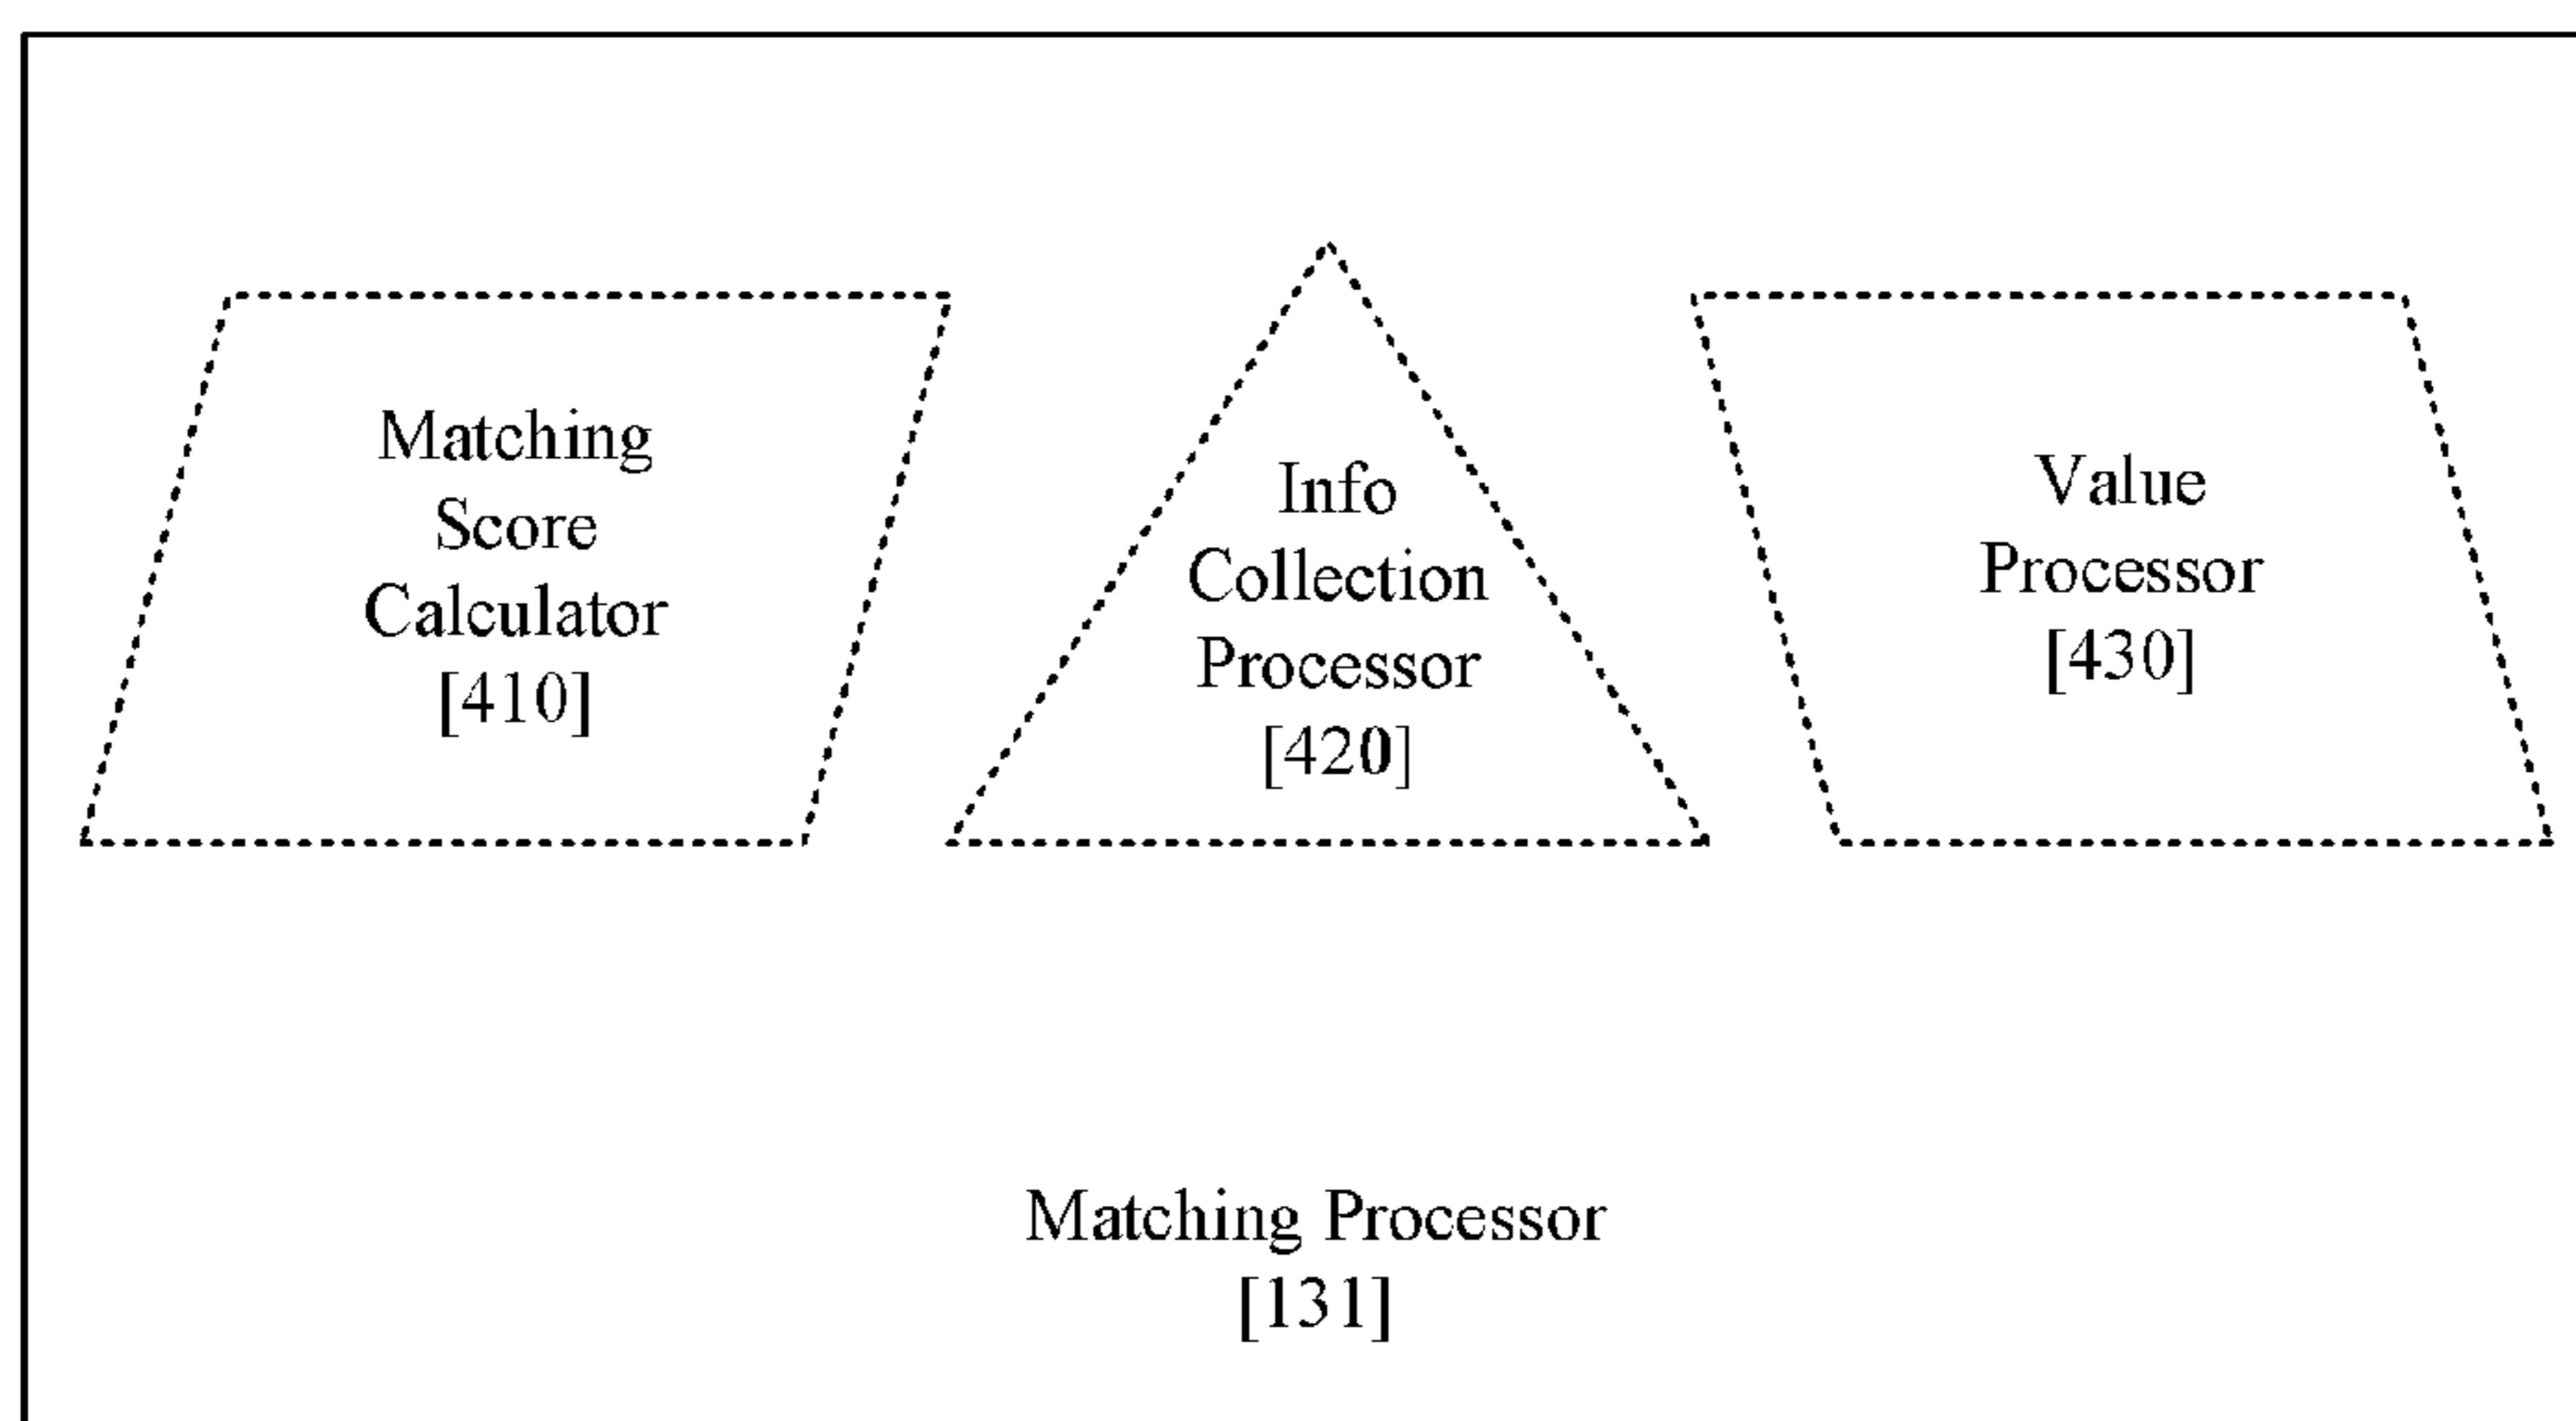 Matching
Score
Calculator
[410]
Info
Collection
Processor
[420]
Value
Processor
[430]
Matching Processor
[131]